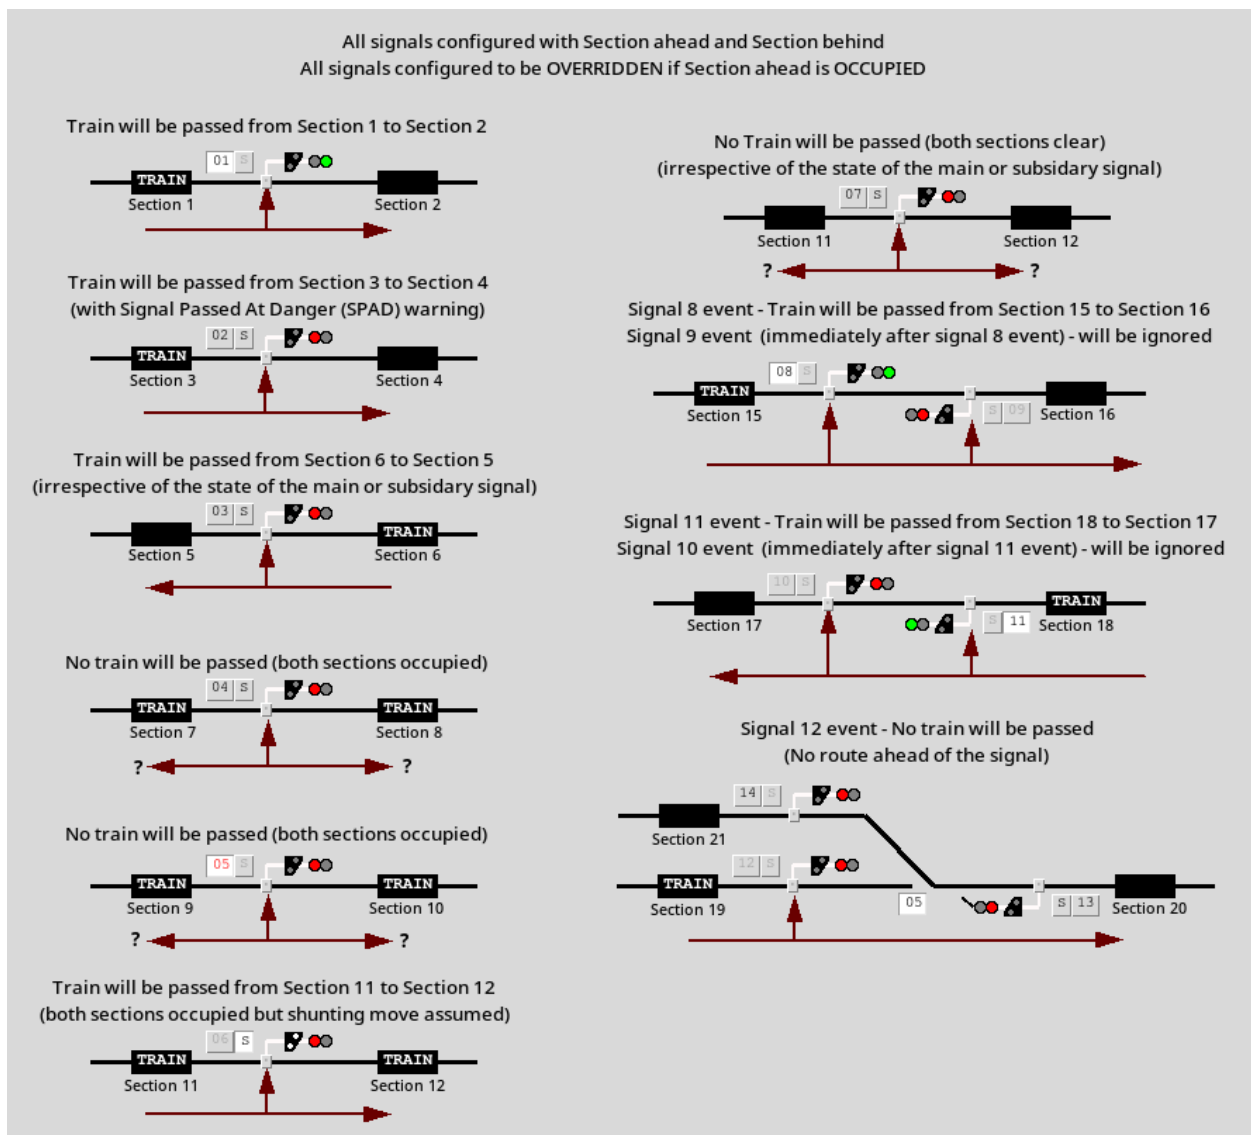 All signals configured with Section ahead and Section behind
All signals configured to be OVERRIDDEN if Section ahead is OCCUPIED
Train will be passed from Section 1 to Section 2
01 S
TRAIN
Section 1 Section 2
Train will be passed from Section 3 to Section 4
(with Signal Passed At Danger (SPAD) warning)
02 S
TRAIN
Section 3 Section 4
Train will be passed from Section 6 to Section 5
(irrespective of the state of the main or subsidary signal)
03 S
TRAIN
Section 5 Section 6
No train will be passed (both sections occupied)
04 S
TRAIN TRAIN
Section 7 Section 8
? ?
No train will be passed (both sections occupied)
05 S
TRAIN TRAIN
Section 9 Section 10
? ?
Train will be passed from Section 11 to Section 12
(both sections occupied but shunting move assumed)
06 S
TRAIN TRAIN
Section 11 Section 12
No Train will be passed (both sections clear)
(irrespective of the state of the main or subsidary signal)
07 S
Section 11 Section 12
? ?
Signal 8 event - Train will be passed from Section 15 to Section 16
Signal 9 event (immediately after signal 8 event) - will be ignored
08 S
TRAIN
S 09
Section 15 Section 16
Signal 11 event - Train will be passed from Section 18 to Section 17
Signal 10 event (immediately after signal 11 event) - will be ignored
10 S
TRAIN
S 11
Section 17 Section 18
Signal 12 event - No train will be passed
(No route ahead of the signal)
14 S
Section 21
12 S
TRAIN
05 S 13
Section 19 Section 20